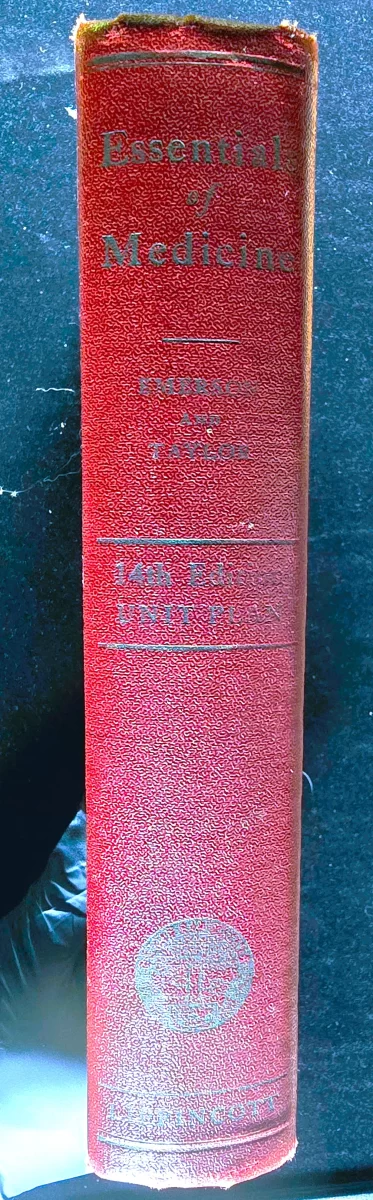 Essentials
of
Medicine
EMERSON
AND
TAYLOR
14th Edition
UNIT PLAN
LIPPINCOTT